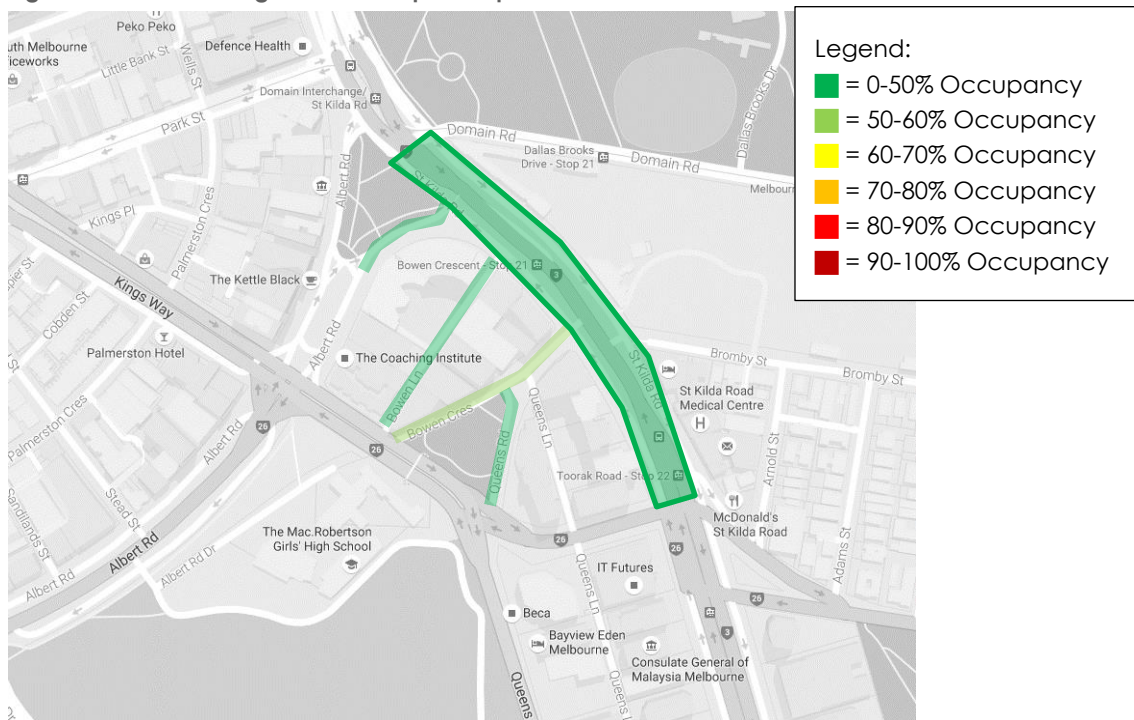 Peko Peko
Defence Health
Little Bank St
Wells St
Domain Interchange/
St Kilda Rd
Park St
Domain Rd
Dallas Brooks
Drive - Stop 21
Domain Rd
Dallas Brooks Dr
Albert Rd
St Kilda Rd
Kings Pl
Palmerston Cres
The Kettle Black
Bowen Crescent - Stop 21
3
Kings Way
Cobden St
Palmerston Hotel
Albert Rd
The Coaching Institute
Bowen Ln
Bowen Cres
St Kilda Rd
Bromby St
Bromby St
St Kilda Road
Medical Centre
Queens Ln
Palmerston Cres
Albert Rd
26
26
Queens Rd
Toorak Road - Stop 22
Arnold St
Stead St
Albert Rd
Albert Rd Dr
Albert Rd
The Mac.Robertson
Girls' High School
McDonald's
St Kilda Road
26
26
Adams St
Queens Ln
IT Futures
26
3
Beca
Bayview Eden
Melbourne
Consulate General of
Malaysia Melbourne
Queens
Legend:
= 0-50% Occupancy
= 50-60% Occupancy
= 60-70% Occupancy
= 70-80% Occupancy
= 80-90% Occupancy
= 90-100% Occupancy